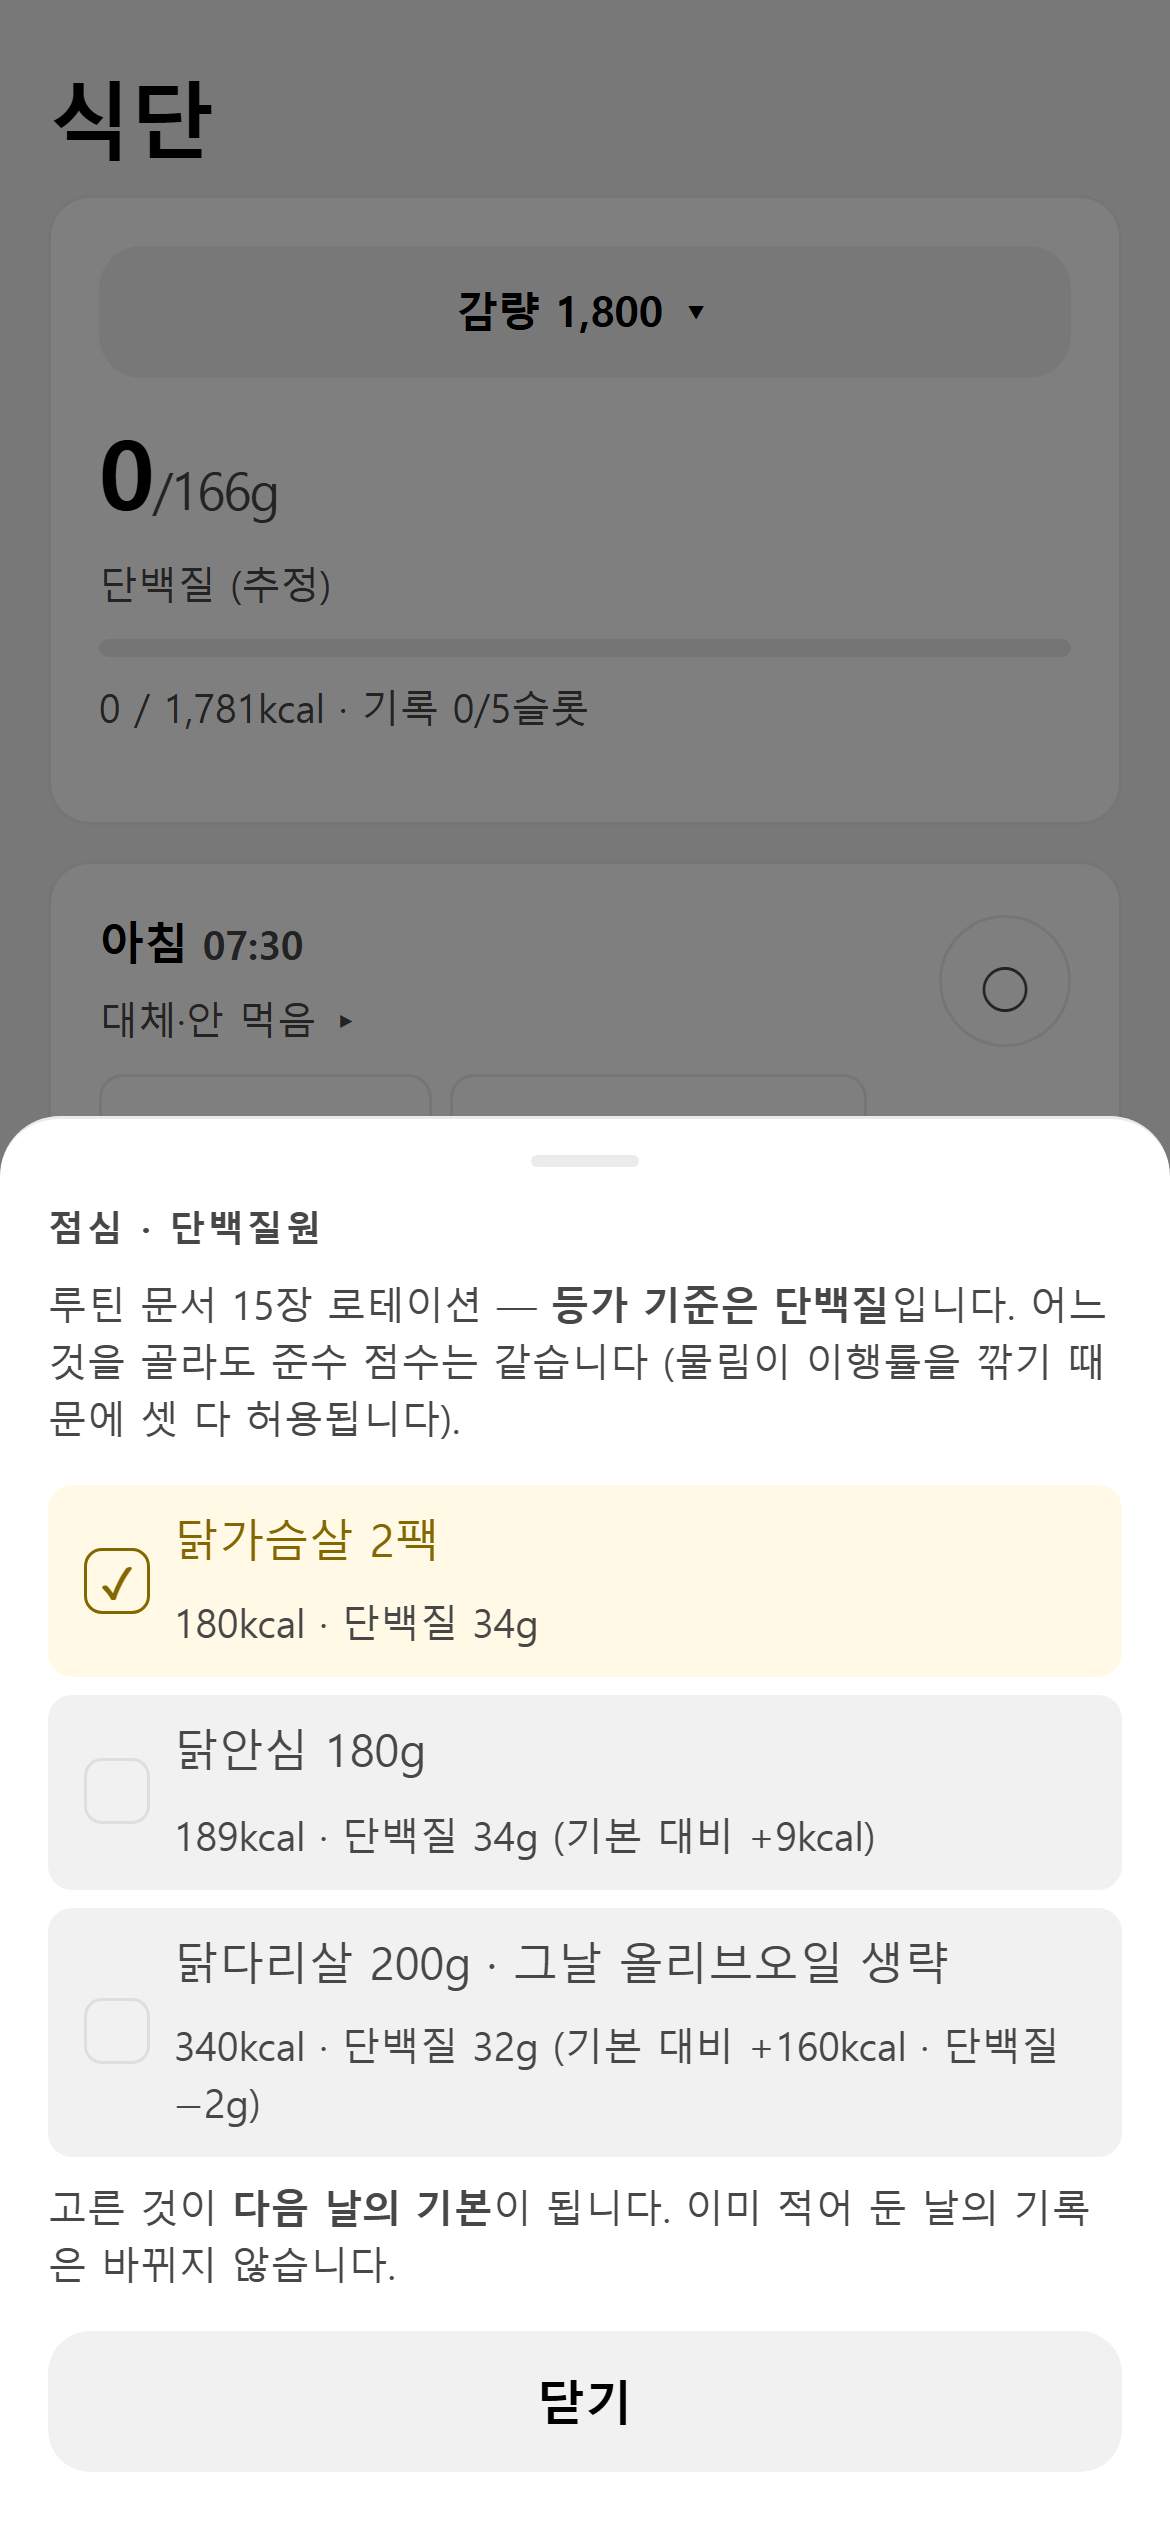 식단
감량 1,800 ▼
0/166g
단백질 (추정)
0 / 1,781kcal · 기록 0/5슬롯
아침 07:30
대체·안 먹음 ▸
○
점심 · 단백질원
루틴 문서 15장 로테이션 — 등가 기준은 단백질입니다. 어느
것을 골라도 준수 점수는 같습니다 (물림이 이행률을 깎기 때
문에 셋 다 허용됩니다).
✓
닭가슴살 2팩
180kcal · 단백질 34g
닭안심 180g
189kcal · 단백질 34g (기본 대비 +9kcal)
닭다리살 200g · 그날 올리브오일 생략
340kcal · 단백질 32g (기본 대비 +160kcal · 단백질
−2g)
고른 것이 다음 날의 기본이 됩니다. 이미 적어 둔 날의 기록
은 바뀌지 않습니다.
닫기